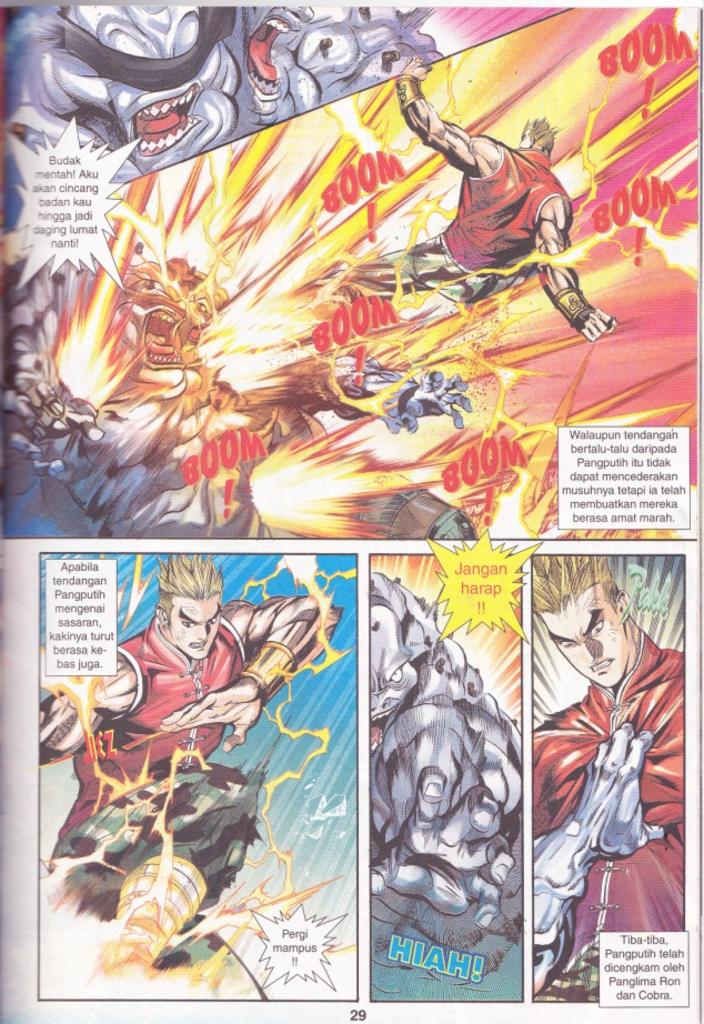 Budak
mentah! Aku
akan cincang
badan kau
hingga jadi
daging lumat
nanti!
BOOM
!
BOOM
!
BOOM
!
BOOM
!
BOOM
!
BOOM
!
Walaupun tendangan
bertalu-talu daripada
Pangputih itu tidak
dapat mencederakan
musuhnya tetapi ia telah
membuatkan mereka
berasa amat marah.
Apabila
tendangan
Pangputih
mengenai
sasaran,
kakinya turut
berasa ke-
bas juga.
Pergi
mampus
!!
Jangan
harap
!!
HIAH!
Tiba-tiba,
Pangputih telah
dicengkam oleh
Panglima Ron
dan Cobra.
29